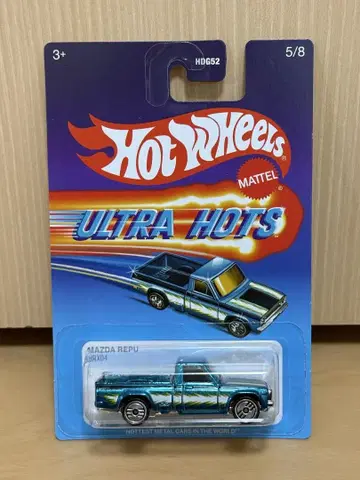 3+
HDG52
5/8
Hot Wheels
MATTEL
ULTRA HOTS
MAZDA REPU
HOTTEST METAL CARS IN THE WORLD